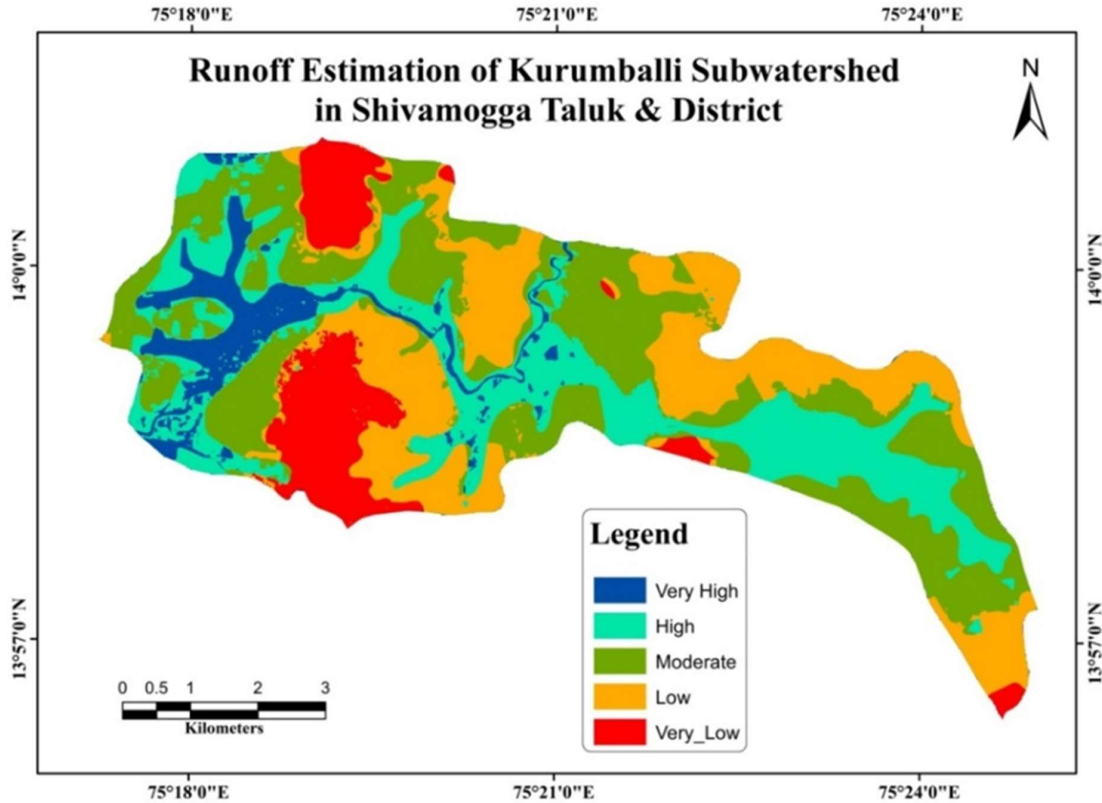 75°18'0"E 75°21'0"E 75°24'0"E
Runoff Estimation of Kurumballi Subwatershed
in Shivamogga Taluk & District
N
14°0'0"N 14°0'0"N
Legend
Very High
High
Moderate
Low
Very_Low
13°57'0"N 13°57'0"N
0 0.5 1 2 3
Kilometers
75°18'0"E 75°21'0"E 75°24'0"E